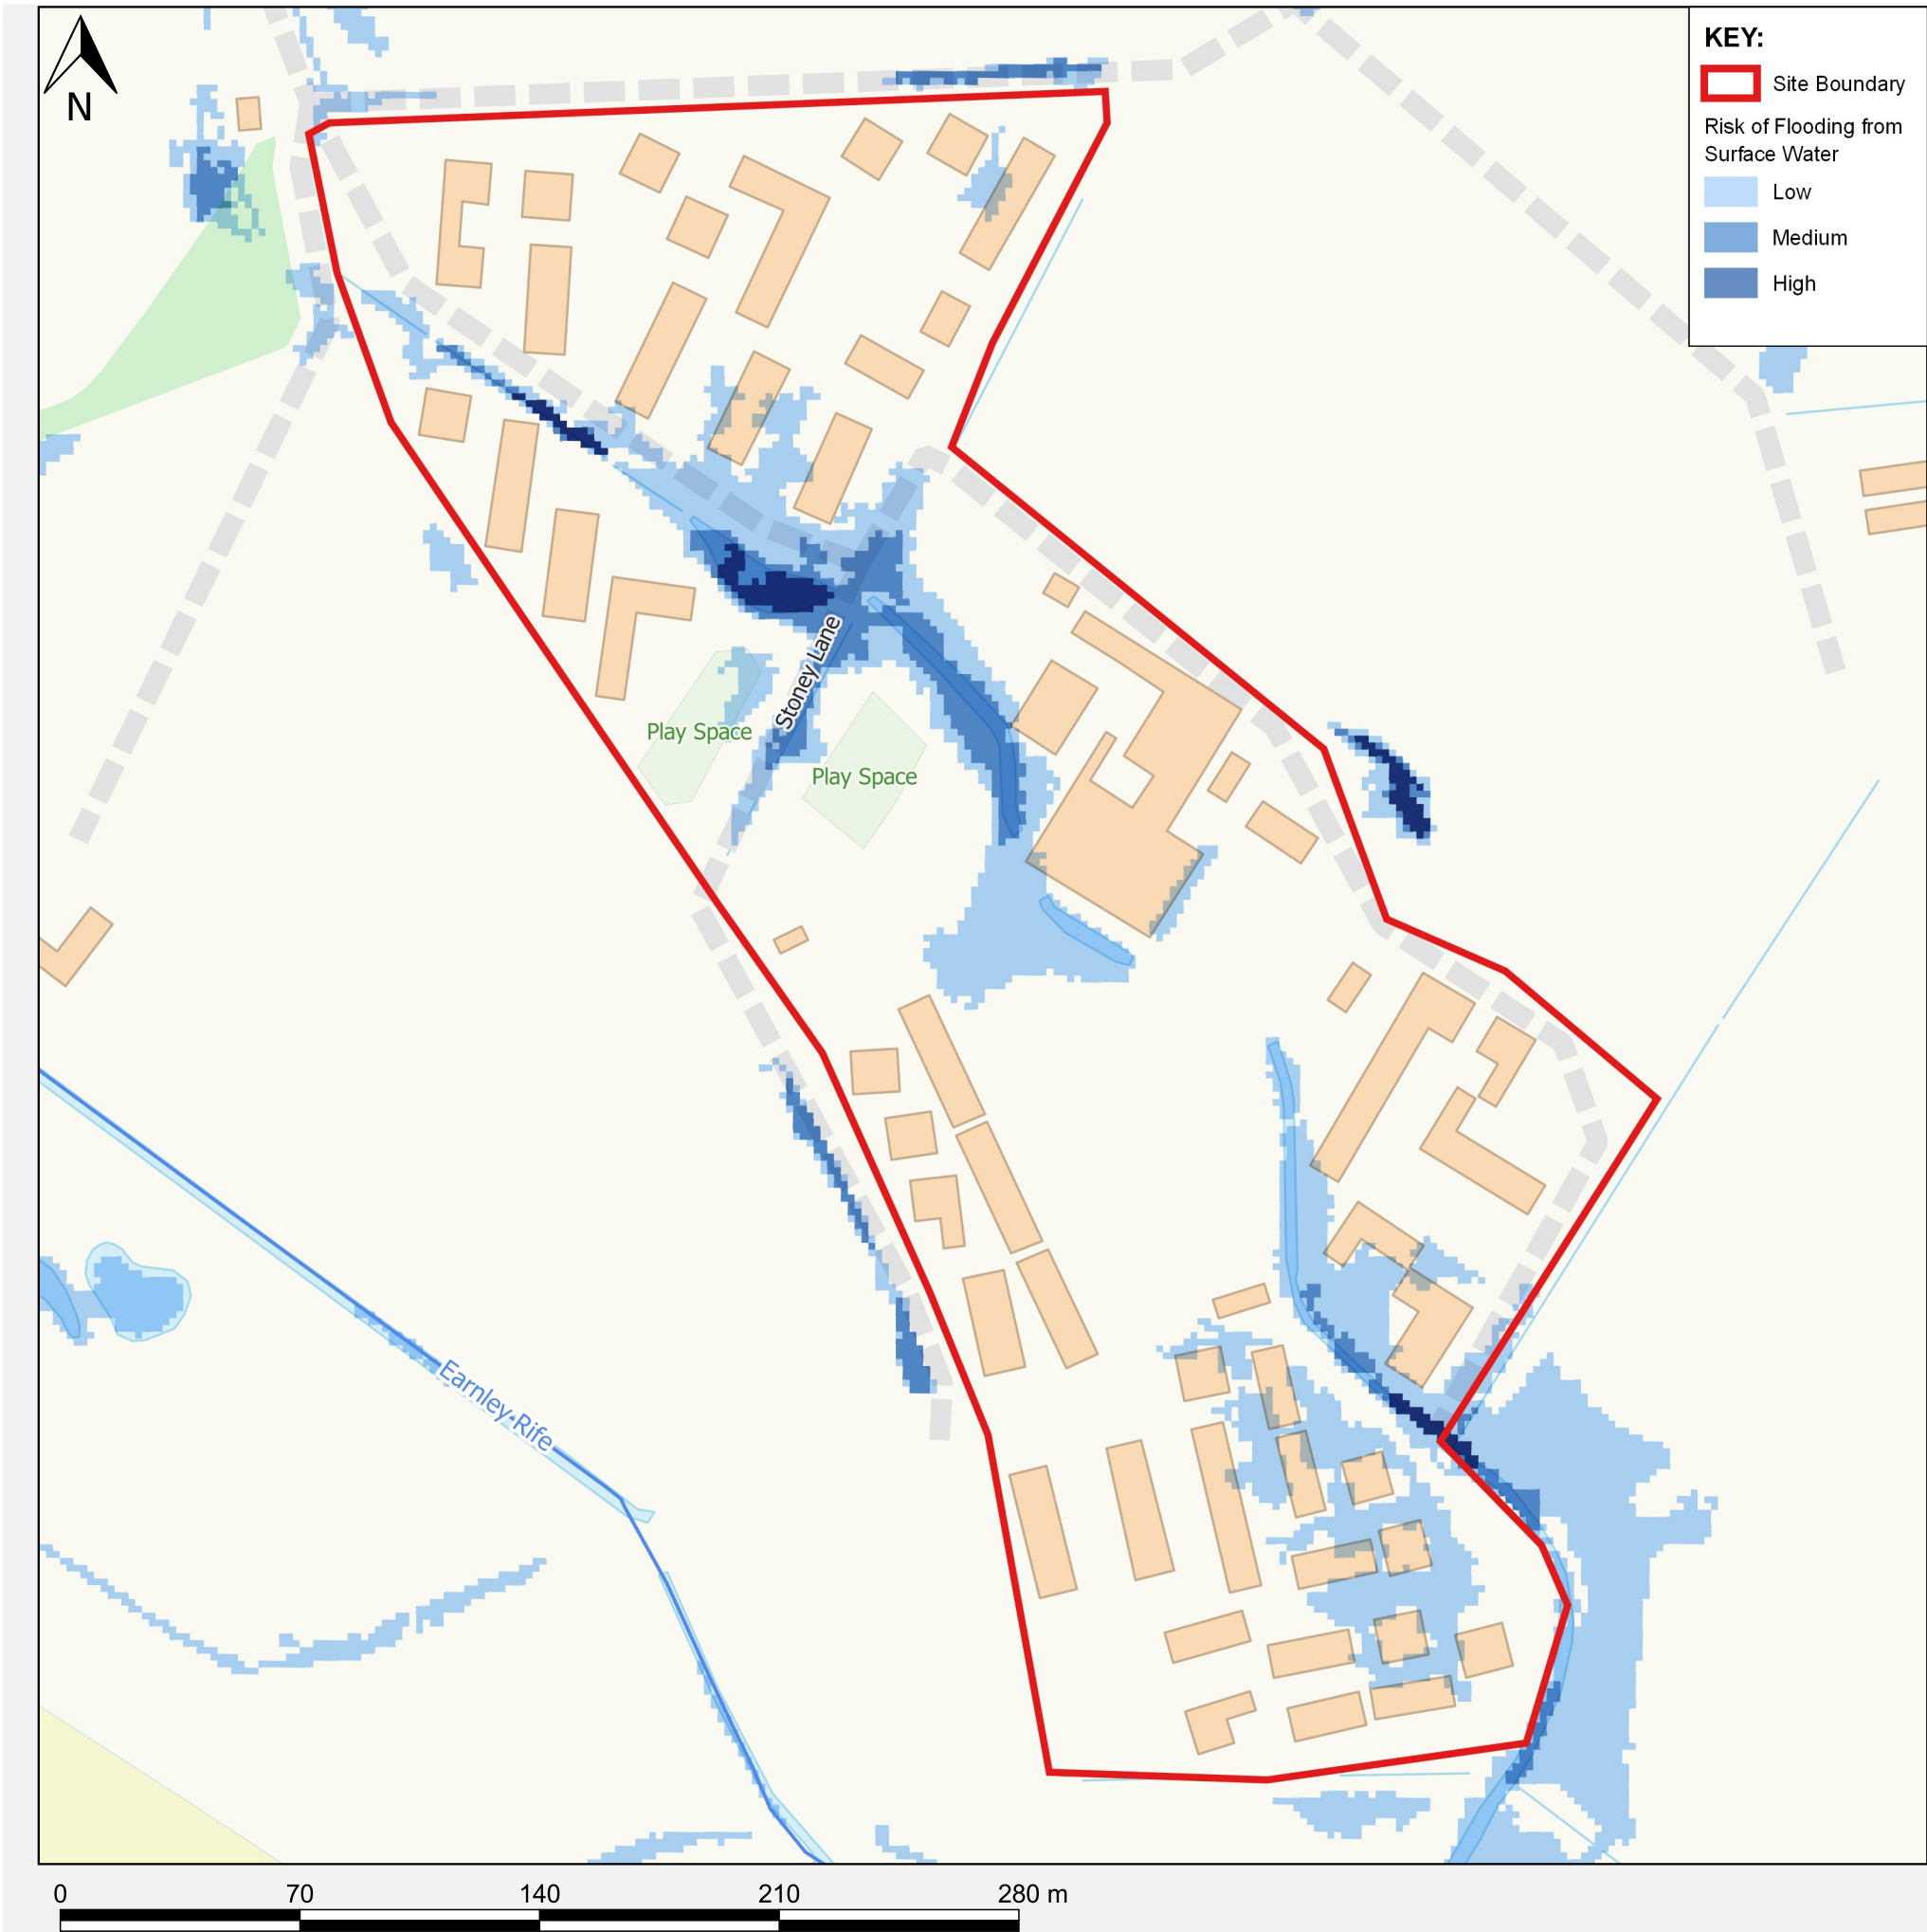 N
KEY:
Site Boundary
Risk of Flooding from
Surface Water
Low
Medium
High
Stoney Lane
Play Space
Play Space
Earnley Rife
0 70 140 210 280 m